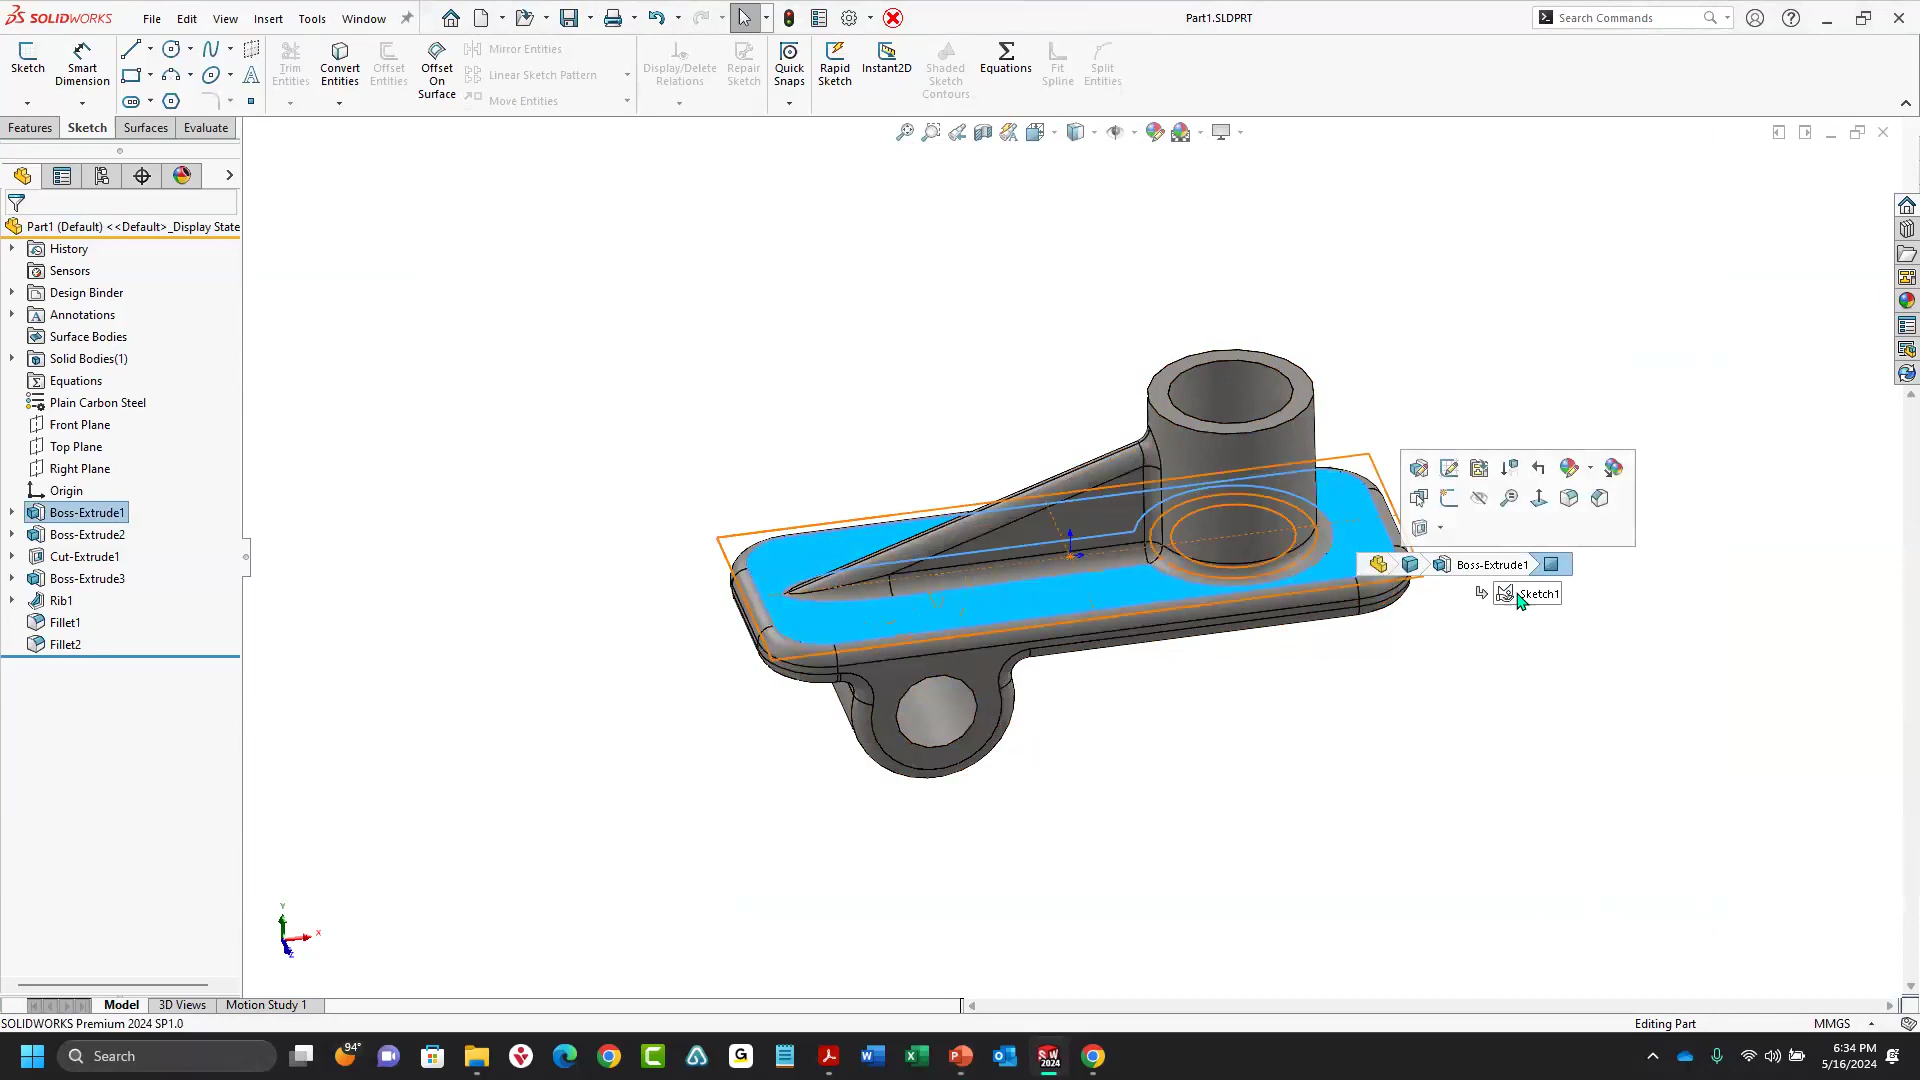 SOLIDWORKS
File
Edit
View
Insert
Tools
Window
Part1.SLDPRT
Search Commands
Sketch
Smart
Dimension
Trim
Entities
Convert
Entities
Offset
Entities
Offset
On
Surface
Mirror Entities
Linear Sketch Pattern
Move Entities
Display/Delete
Relations
Repair
Sketch
Quick
Snaps
Rapid
Sketch
Instant2D
Shaded
Sketch
Contours
Equations
Fit
Spline
Split
Entities
Features
Sketch
Surfaces
Evaluate
Part1 (Default) <<Default>_Display State
History
Sensors
Design Binder
Annotations
Surface Bodies
Solid Bodies(1)
Equations
Plain Carbon Steel
Front Plane
Top Plane
Right Plane
Origin
Boss-Extrude1
Boss-Extrude2
Cut-Extrude1
Boss-Extrude3
Rib1
Fillet1
Fillet2
Boss-Extrude1
Sketch1
Y
X
Z
Model
3D Views
Motion Study 1
SOLIDWORKS Premium 2024 SP1.0
Editing Part
MMGS
Search
94°
SW
2024
6:34 PM
5/16/2024